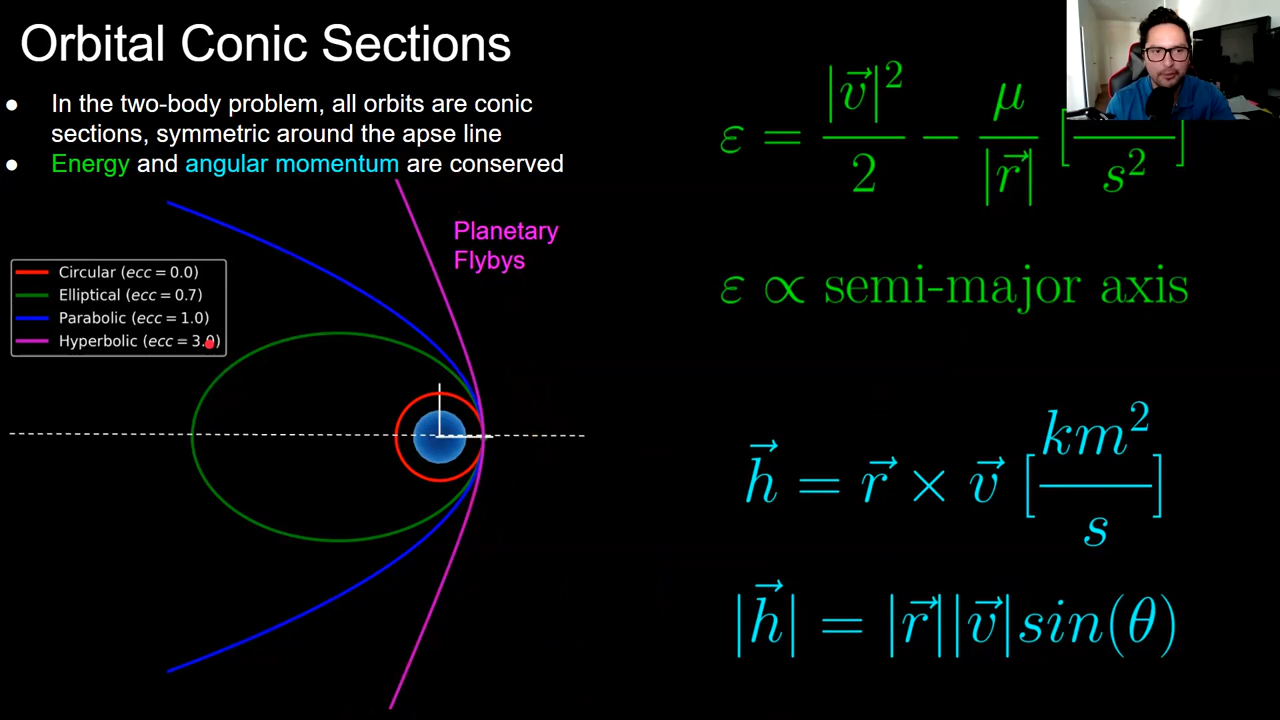 Orbital Conic Sections
● In the two-body problem, all orbits are conic
sections, symmetric around the apse line
● Energy and angular momentum are conserved
Planetary
Flybys
Circular (ecc = 0.0)
Elliptical (ecc = 0.7)
Parabolic (ecc = 1.0)
Hyperbolic (ecc = 3.0)
ε = |v⃗|²/2 − μ/|r⃗| [ /s²]
ε ∝ semi-major axis
h⃗ = r⃗ × v⃗ [km²/s]
|h⃗| = |r⃗||v⃗|sin(θ)